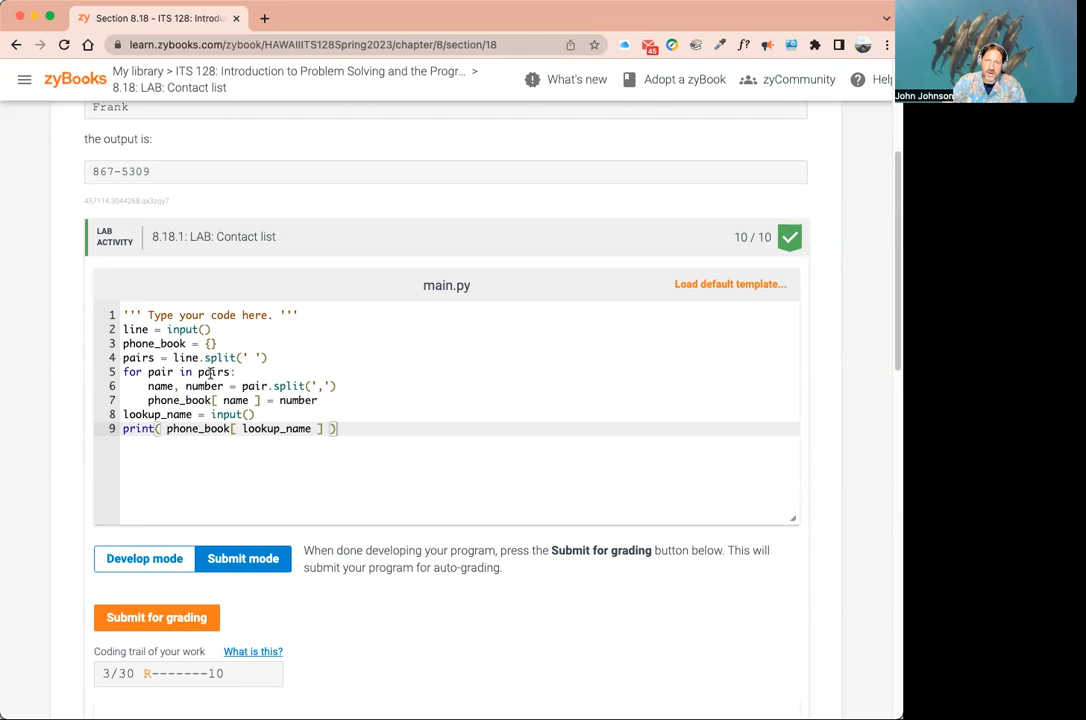 zy Section 8.18 - ITS 128: Introdu
learn.zybooks.com/zybook/HAWAIIITS128Spring2023/chapter/8/section/18
45
f?
zyBooks
My library > ITS 128: Introduction to Problem Solving and the Progr... >
8.18: LAB: Contact list
What's new
Adopt a zyBook
zyCommunity
Help
John Johnson
Frank
the output is:
867-5309
457114.3044268.qx3zqy7
LAB
ACTIVITY
8.18.1: LAB: Contact list
10 / 10
main.py
Load default template...
1 ''' Type your code here. '''
2 line = input()
3 phone_book = {}
4 pairs = line.split(' ')
5 for pair in pairs:
6     name, number = pair.split(',')
7     phone_book[ name ] = number
8 lookup_name = input()
9 print( phone_book[ lookup_name ] )
Develop mode
Submit mode
When done developing your program, press the Submit for grading button below. This will
submit your program for auto-grading.
Submit for grading
Coding trail of your work
What is this?
3/30 R-------10